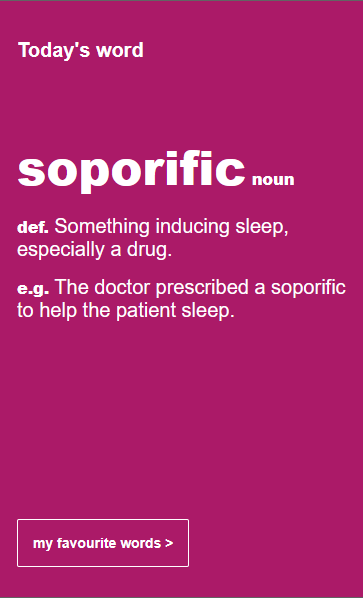 Today's word
soporific noun
def. Something inducing sleep,
especially a drug.
e.g. The doctor prescribed a soporific
to help the patient sleep.
my favourite words >